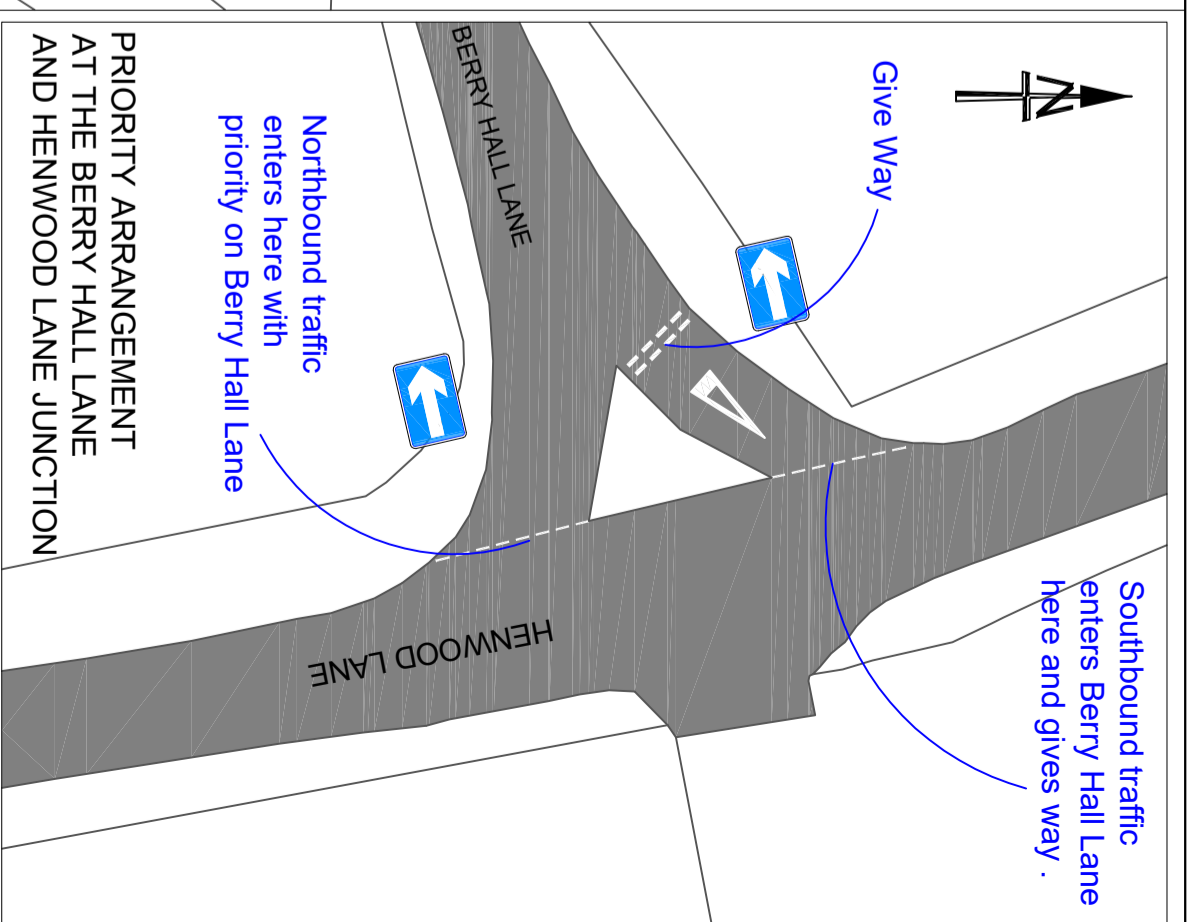 Southbound traffic
enters Berry Hall Lane
here and gives way .
Give Way
N
BERRY HALL LANE
Northbound traffic
enters here with
priority on Berry Hall Lane
HENWOOD LANE
PRIORITY ARRANGEMENT
AT THE BERRY HALL LANE
AND HENWOOD LANE JUNCTION